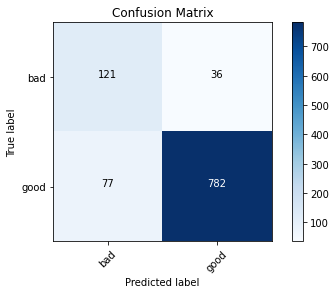 Confusion Matrix
True label
bad
good
121
36
77
782
bad
good
Predicted label
700
600
500
400
300
200
100